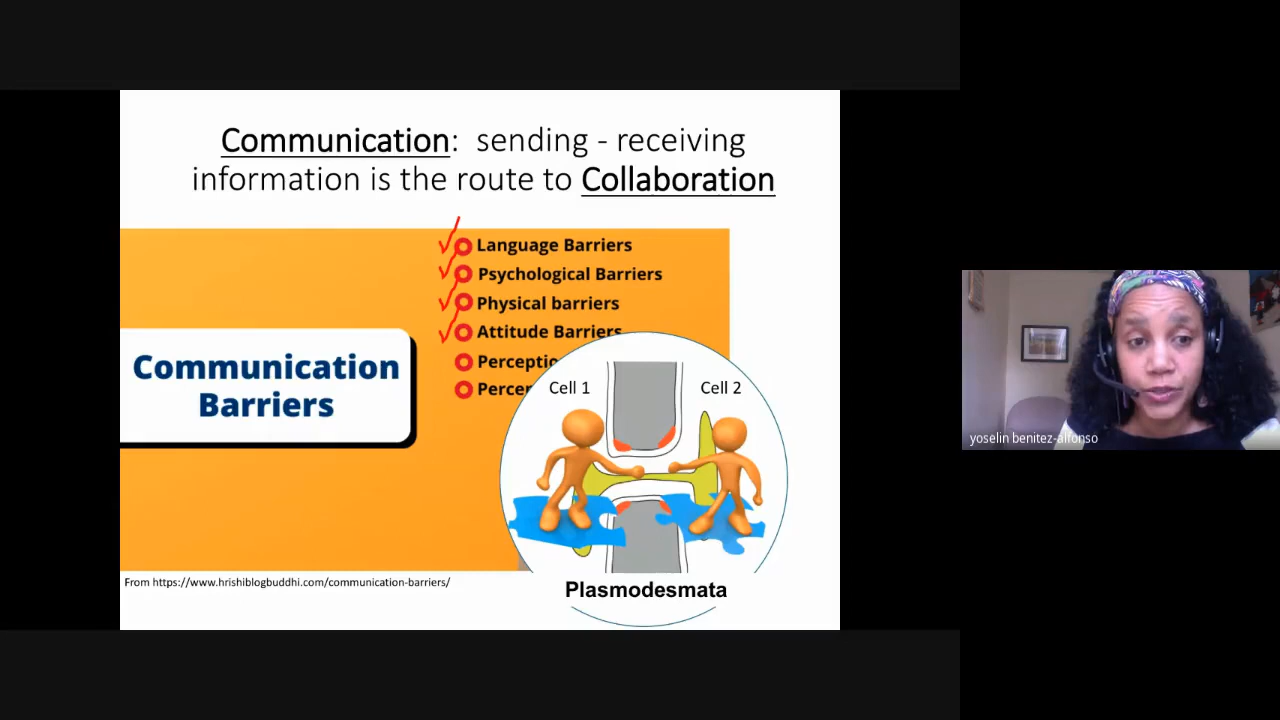 Communication: sending - receiving
information is the route to Collaboration
Language Barriers
Psychological Barriers
Physical barriers
Attitude Barriers
Communication
Barriers
Cell 1
Cell 2
Plasmodesmata
From https://www.hrishiblogbuddhi.com/communication-barriers/
yoselin benitez-alfonso